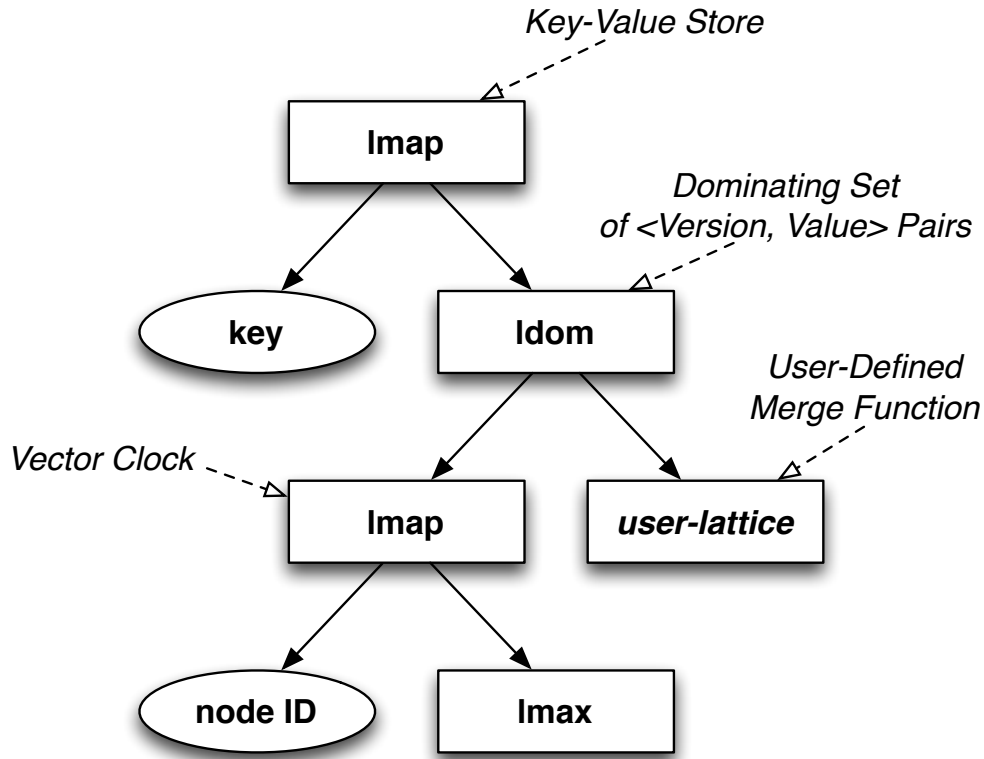 Key-Value Store
lmap
Dominating Set
of <Version, Value> Pairs
key
ldom
User-Defined
Merge Function
Vector Clock
lmap
user-lattice
node ID
lmax